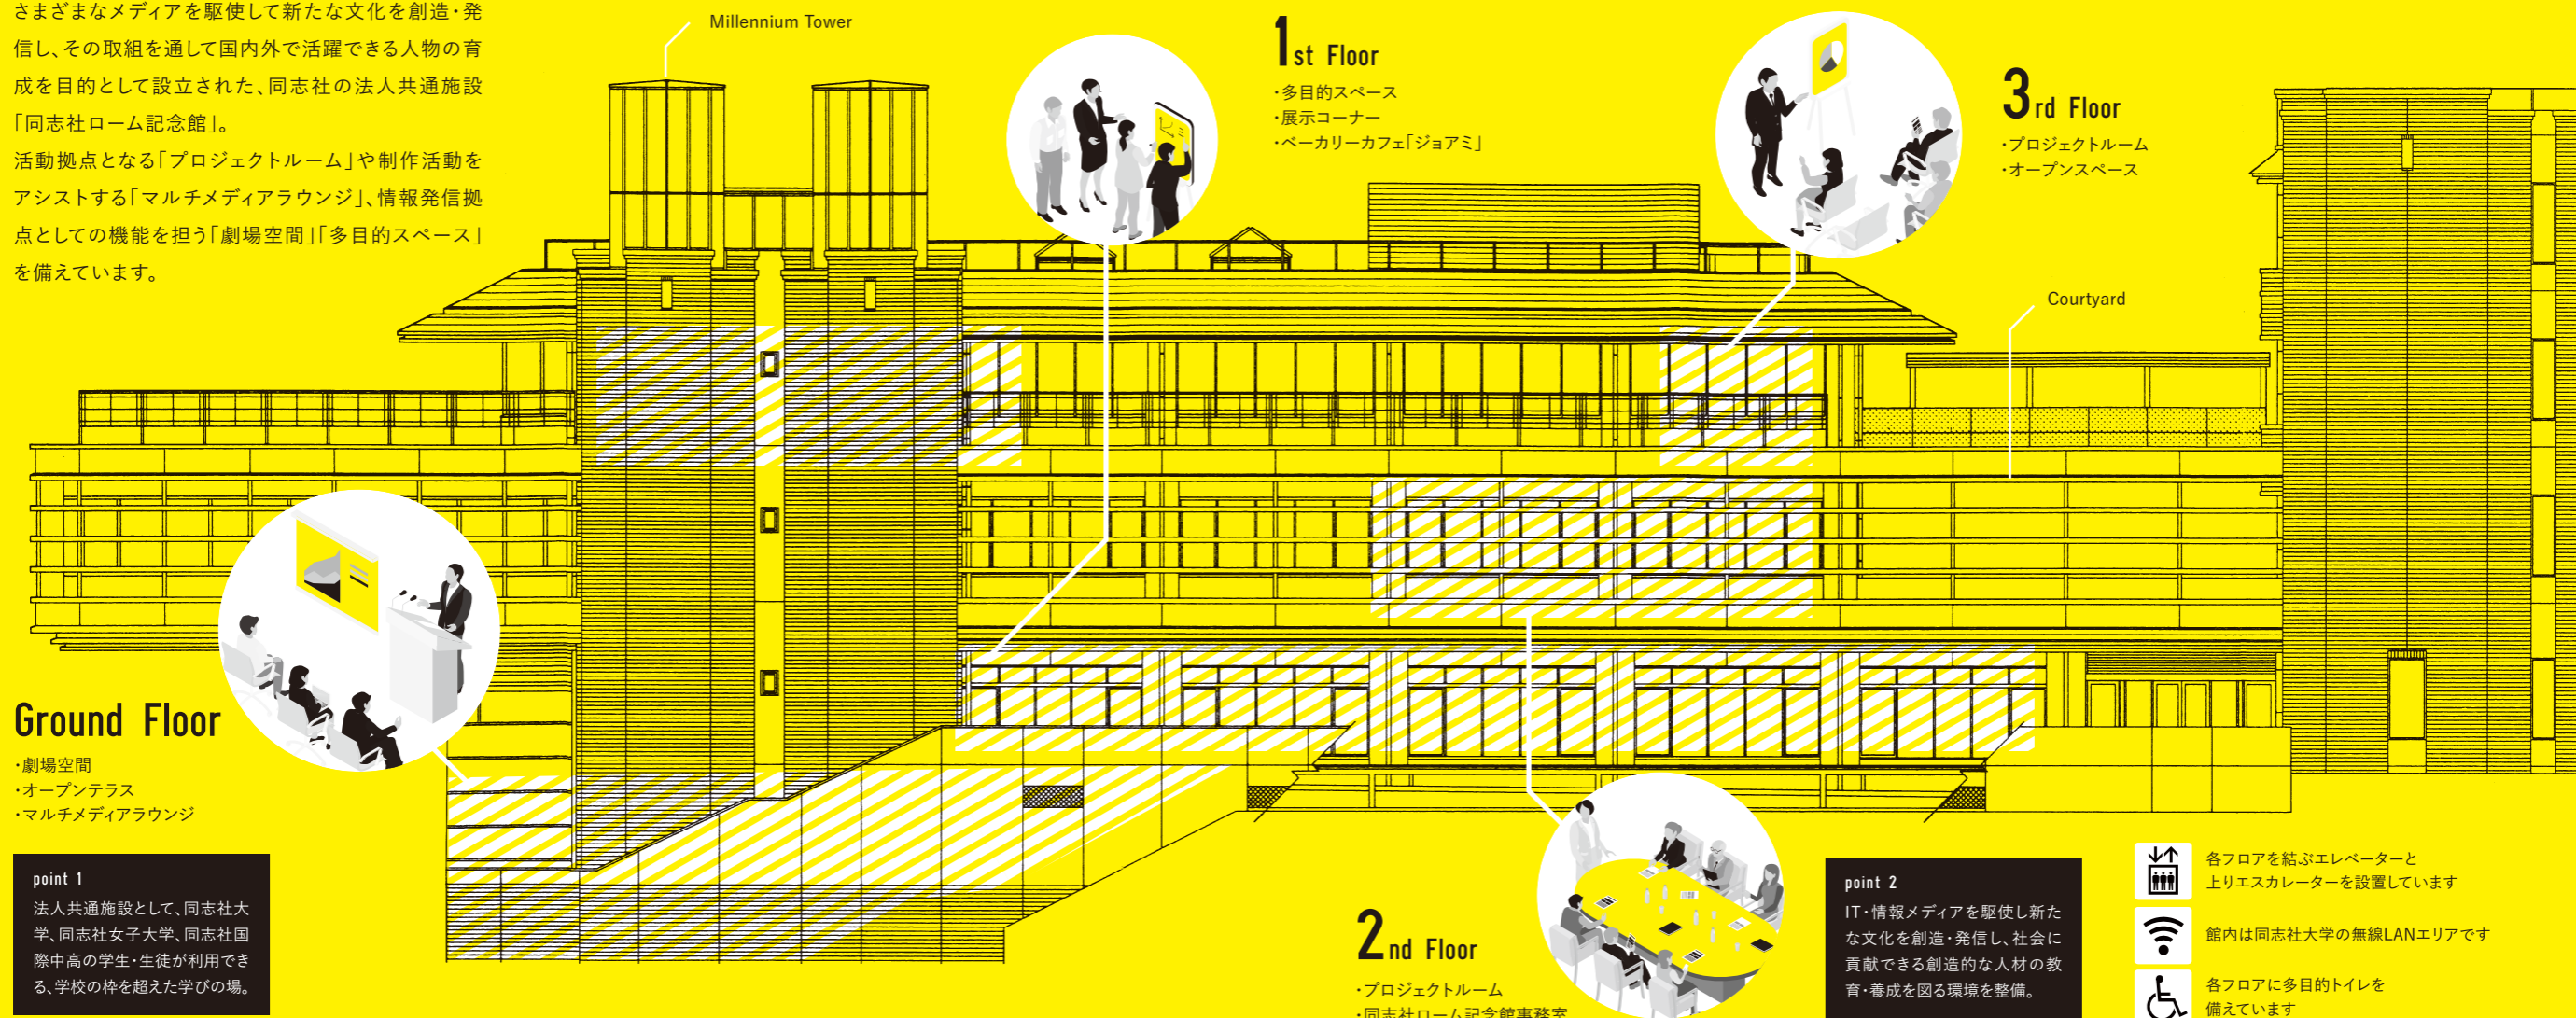 さまざまなメディアを駆使して新たな文化を創造・発
信し、その取組を通して国内外で活躍できる人物の育
成を目的として設立された、同志社の法人共通施設
「同志社ローム記念館」。
活動拠点となる「プロジェクトルーム」や制作活動を
アシストする「マルチメディアラウンジ」、情報発信拠
点としての機能を担う「劇場空間」「多目的スペース」
を備えています。
Millennium Tower
1st Floor
・多目的スペース
・展示コーナー
・ベーカリーカフェ「ジョアミ」
3rd Floor
・プロジェクトルーム
・オープンスペース
Courtyard
Ground Floor
・劇場空間
・オープンテラス
・マルチメディアラウンジ
point 1
法人共通施設として、同志社大
学、同志社女子大学、同志社国
際中高の学生・生徒が利用でき
る、学校の枠を超えた学びの場。
2nd Floor
・プロジェクトルーム
・同志社ローム記念館事務室
point 2
IT・情報メディアを駆使し新た
な文化を創造・発信し、社会に
貢献できる創造的な人材の教
育・養成を図る環境を整備。
各フロアを結ぶエレベーターと
上りエスカレーターを設置しています
館内は同志社大学の無線LANエリアです
各フロアに多目的トイレを
備えています